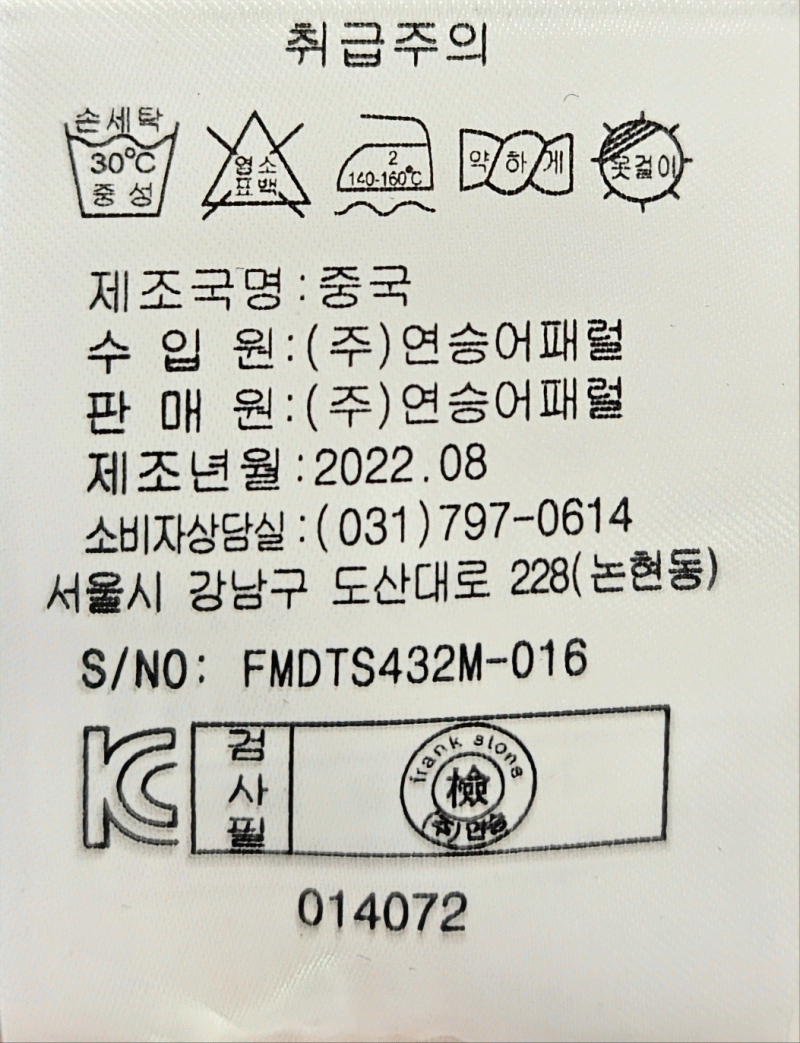 취급주의
손세탁
30℃
중성
염소
표백
2
140-160℃
약하게
옷걸이
제조국명:중국
수 입 원:(주)연승어패럴
판 매 원:(주)연승어패럴
제조년월:2022.08
소비자상담실:(031)797-0614
서울시 강남구 도산대로 228(논현동)
S/NO: FMDTS432M-016
KC
검
사
필
frank stone
檢
(주)연승
014072